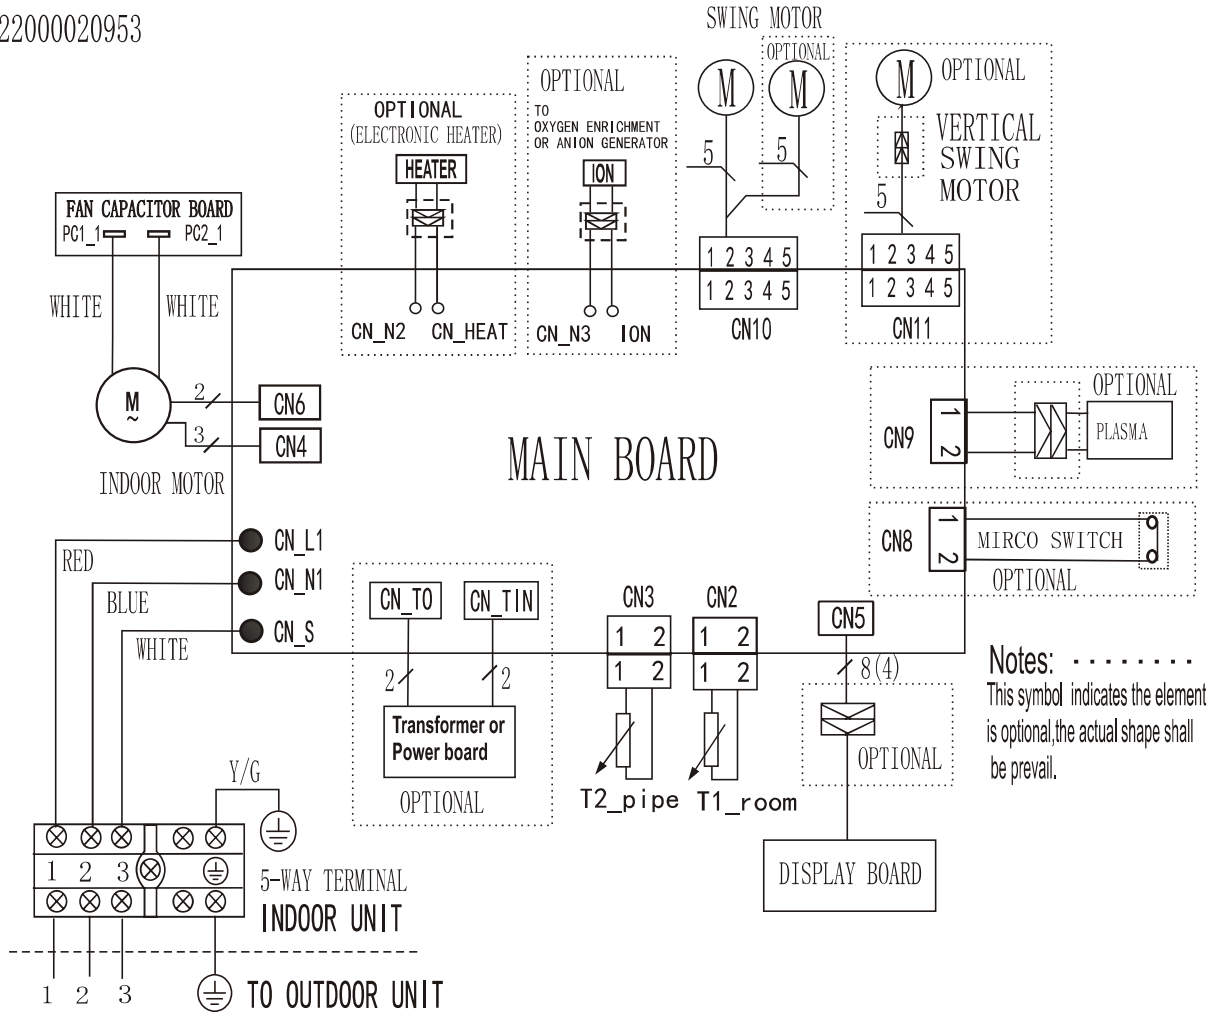 22000020953
SWING MOTOR
OPTIONAL
M
M
M
OPTIONAL
VERTICAL
SWING
MOTOR
5
5
5
OPTIONAL
(ELECTRONIC HEATER)
HEATER
CN_N2 CN_HEAT
OPTIONAL
TO
OXYGEN ENRICHMENT
OR ANION GENERATOR
ION
CN_N3 ION
1 2 3 4 5
1 2 3 4 5
CN10
1 2 3 4 5
1 2 3 4 5
CN11
FAN CAPACITOR BOARD
PC1_1 PC2_1
WHITE WHITE
M
~
INDOOR MOTOR
2
3
CN6
CN4
MAIN BOARD
OPTIONAL
CN9
1
2
PLASMA
CN8
1
2
MIRCO SWITCH
OPTIONAL
RED
BLUE
WHITE
CN_L1
CN_N1
CN_S
CN_TO CN_TIN
2 2
Transformer or
Power board
OPTIONAL
CN3
1 2
1 2
T2_pipe
CN2
1 2
1 2
T1_room
CN5
8(4)
OPTIONAL
DISPLAY BOARD
Notes:
This symbol indicates the element
is optional,the actual shape shall
be prevail.
Y/G
1 2 3
5-WAY TERMINAL
INDOOR UNIT
1 2 3
TO OUTDOOR UNIT